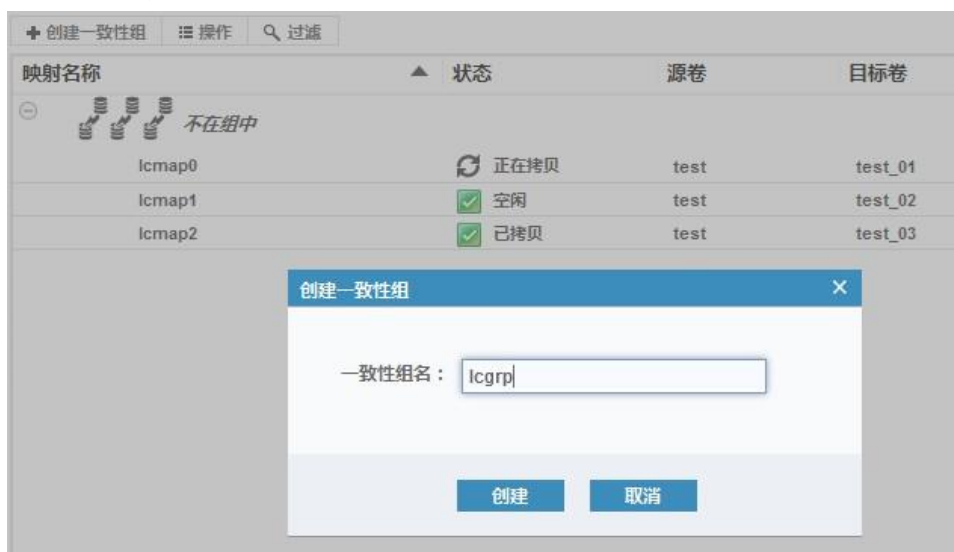 创建一致性组 操作 过滤
映射名称 状态 源卷 目标卷
不在组中
lcmap0 正在拷贝 test test_01
lcmap1 空闲 test test_02
lcmap2 已拷贝 test test_03
创建一致性组
一致性组名： lcgrp
创建 取消